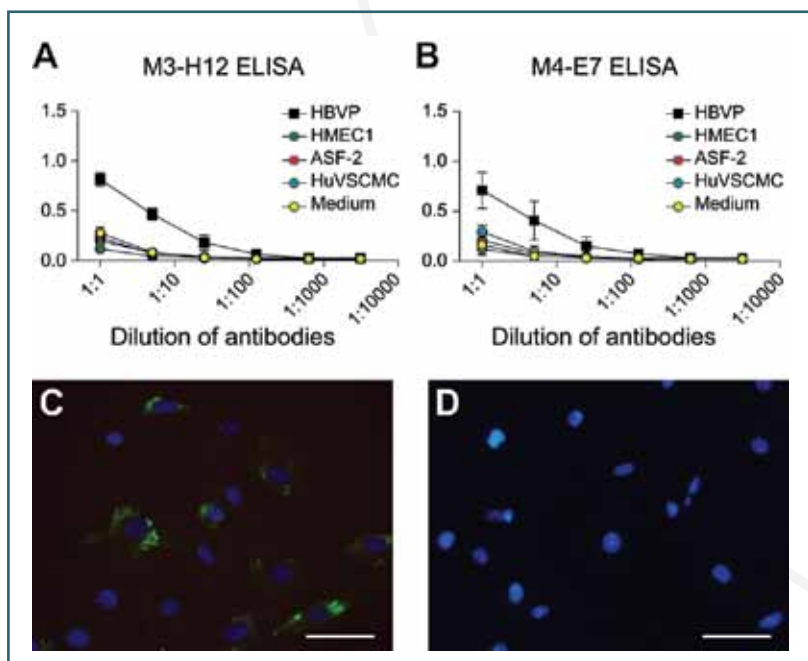 A
M3-H12 ELISA
1.5
1.0
0.5
0.0
HBVP
HMEC1
ASF-2
HuVSCMC
Medium
1:1
1:10
1:100
1:1000
1:10000
Dilution of antibodies
B
M4-E7 ELISA
1.5
1.0
0.5
0.0
HBVP
HMEC1
ASF-2
HuVSCMC
Medium
1:1
1:10
1:100
1:1000
1:10000
Dilution of antibodies
C
D